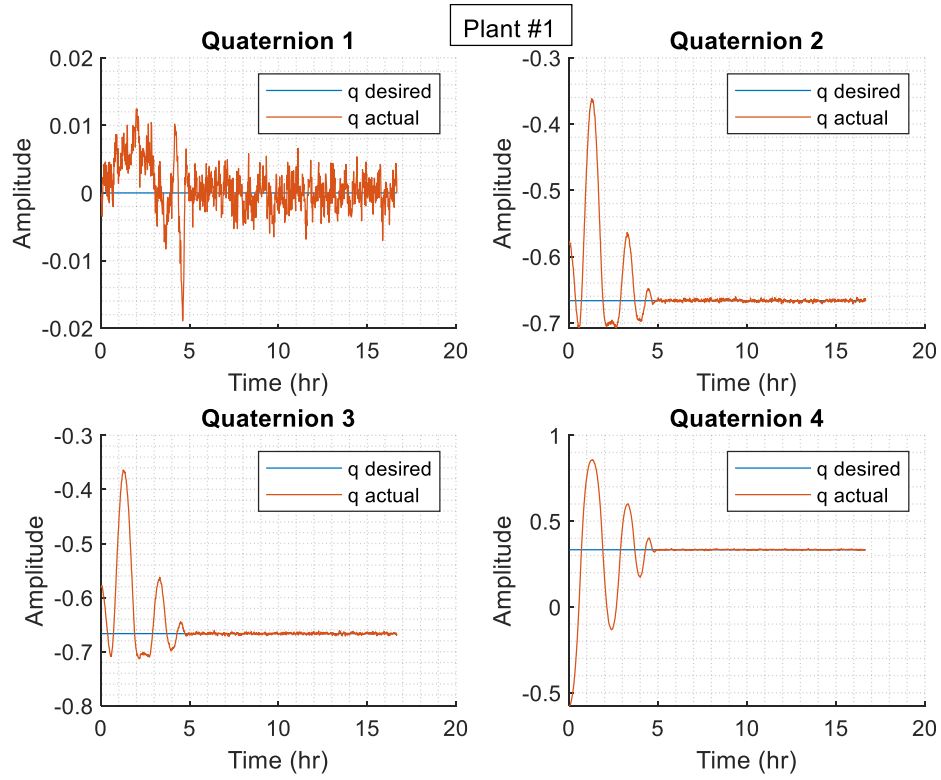 Plant #1
Quaternion 1
0.02
0.01
0
-0.01
-0.02
Amplitude
0 5 10 15 20
Time (hr)
q desired
q actual
Quaternion 2
-0.3
-0.4
-0.5
-0.6
-0.7
Amplitude
0 5 10 15 20
Time (hr)
q desired
q actual
Quaternion 3
-0.3
-0.4
-0.5
-0.6
-0.7
-0.8
Amplitude
0 5 10 15 20
Time (hr)
q desired
q actual
Quaternion 4
1
0.5
0
-0.5
Amplitude
0 5 10 15 20
Time (hr)
q desired
q actual